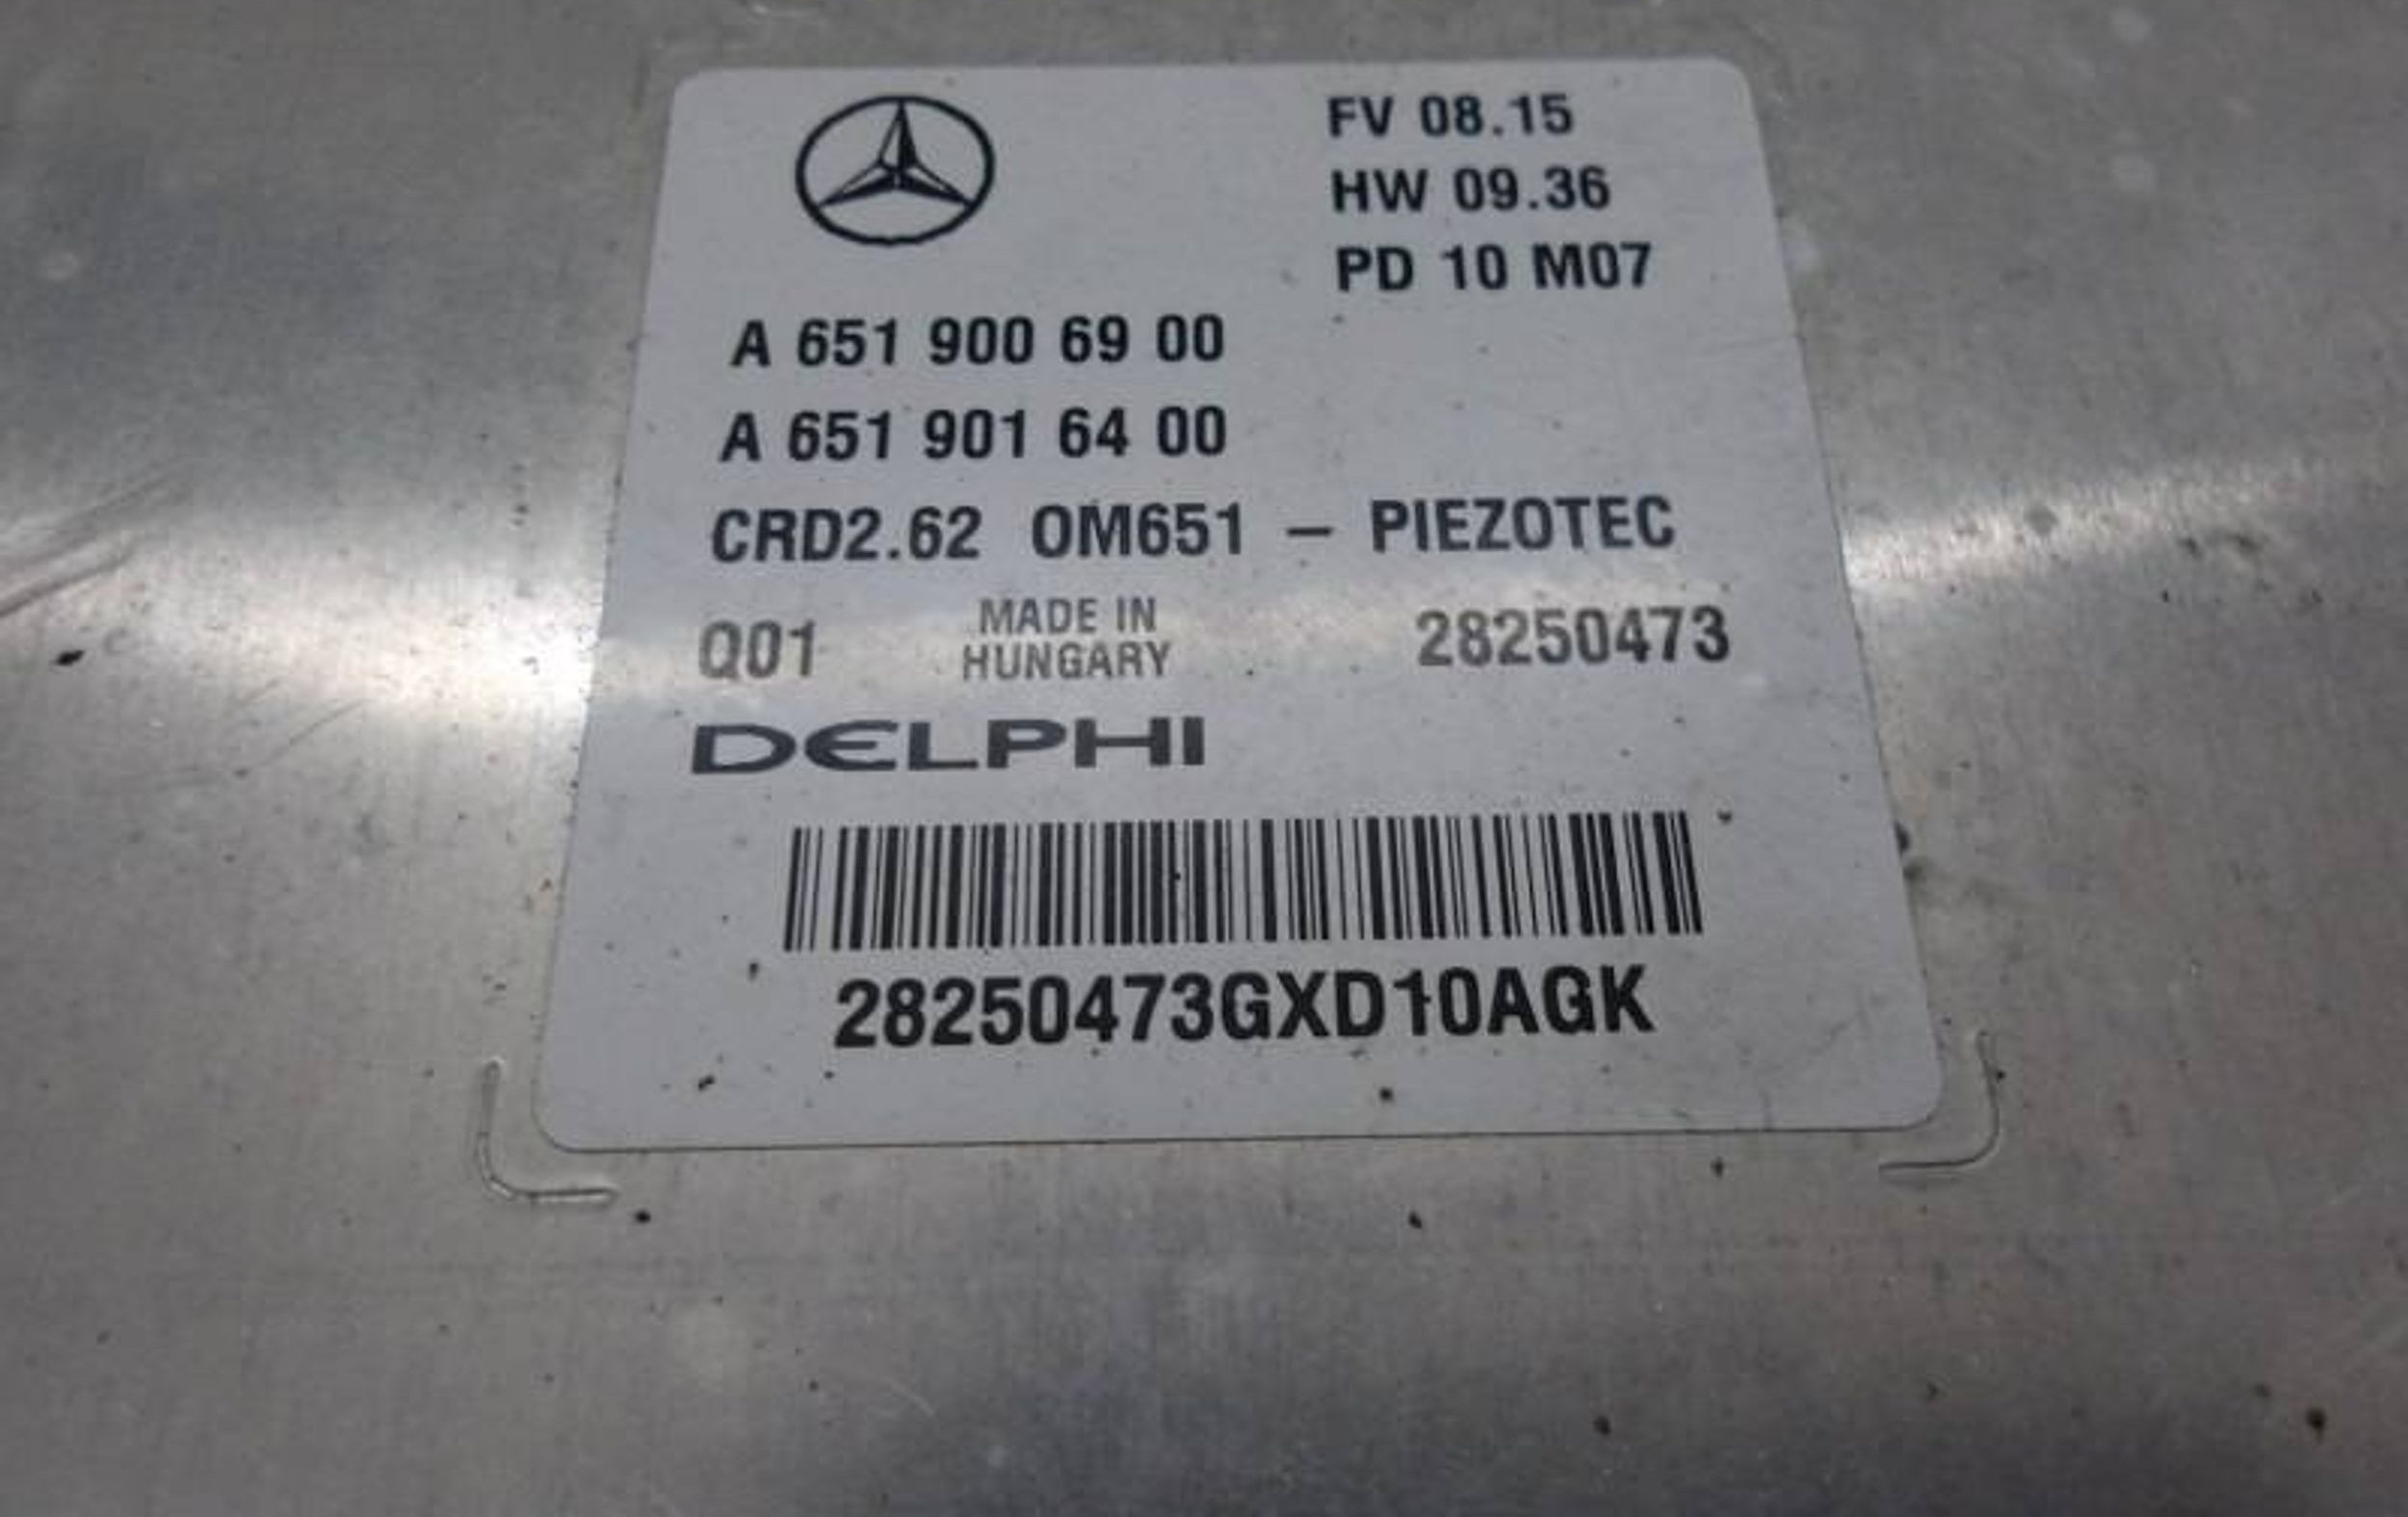 FV 08.15
HW 09.36
PD 10 M07
A 651 900 69 00
A 651 901 64 00
CRD2.62 OM651 – PIEZOTEC
Q01 MADE IN HUNGARY 28250473
DELPHI
28250473GXD10AGK